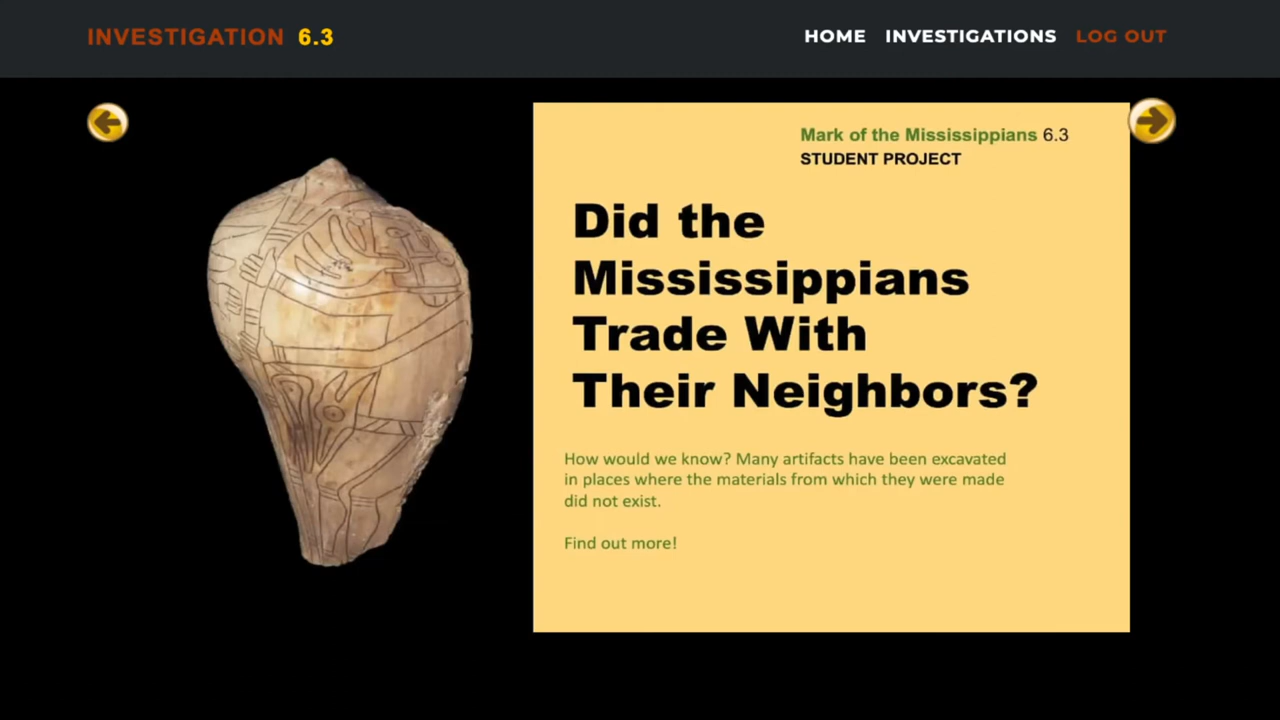 INVESTIGATION 6.3
HOME INVESTIGATIONS LOG OUT
Mark of the Mississippians 6.3
STUDENT PROJECT
Did the
Mississippians
Trade With
Their Neighbors?
How would we know? Many artifacts have been excavated
in places where the materials from which they were made
did not exist.
Find out more!